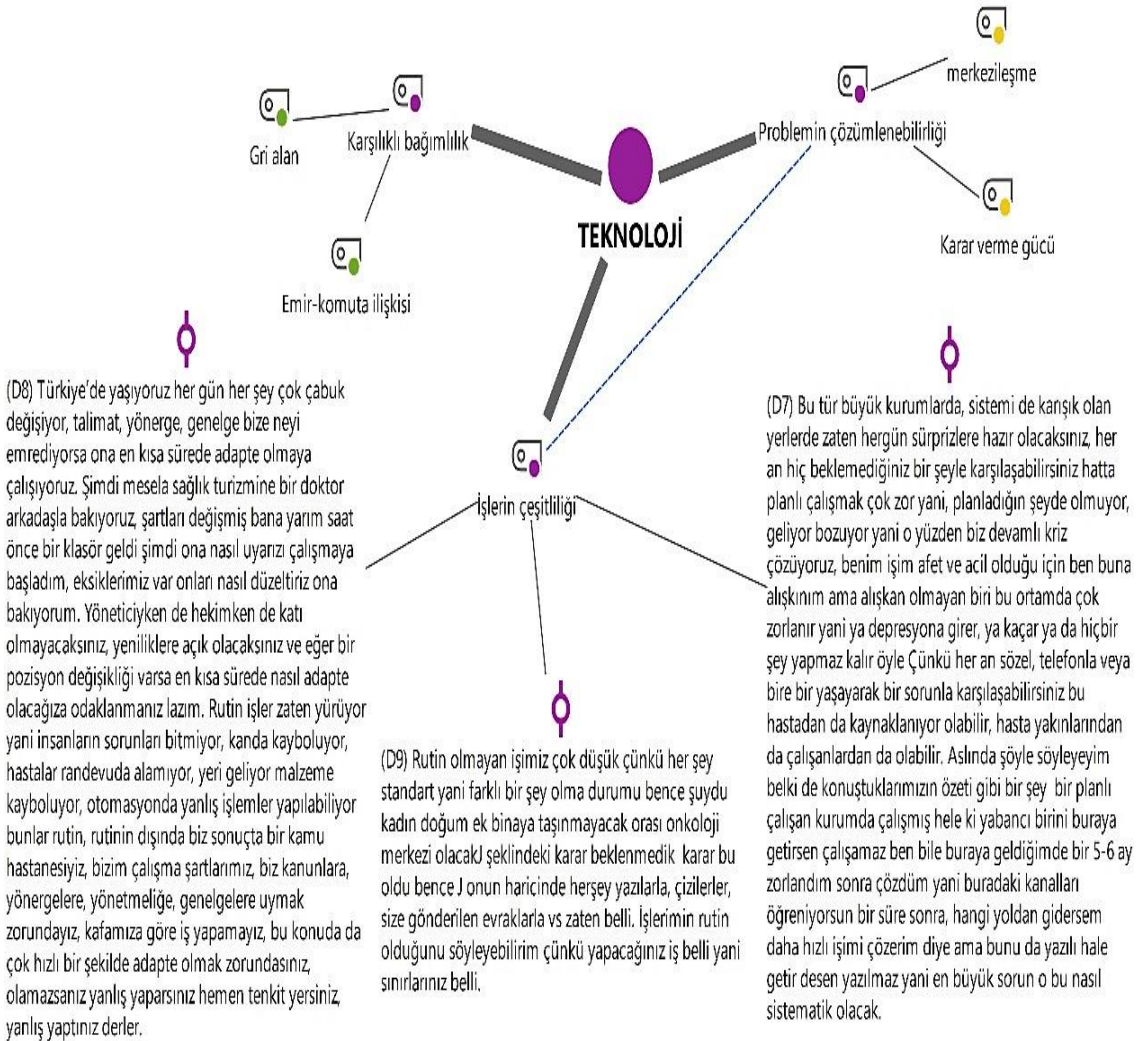 merkezileşme
Problemin çözümlenebilirliği
Karşılıklı bağımlılık
Gri alan
TEKNOLOJİ
Karar verme gücü
Emir-komuta ilişkisi
İşlerin çeşitliliği
(D8) Türkiye'de yaşıyoruz her gün her şey çok çabuk
değişiyor, talimat, yönerge, genelge bize neyi
emrediyorsa ona en kısa sürede adapte olmaya
çalışıyoruz. Şimdi mesela sağlık turizmine bir doktor
arkadaşla bakıyoruz, şartları değişmiş bana yarım saat
önce bir klasör geldi şimdi ona nasıl uyarızı çalışmaya
başladım, eksiklerimiz var onları nasıl düzeltiriz ona
bakıyorum. Yöneticiyken de hekimken de katı
olmayacaksınız, yeniliklere açık olacaksınız ve eğer bir
pozisyon değişikliği varsa en kısa sürede nasıl adapte
olacağıza odaklanmanız lazım. Rutin işler zaten yürüyor
yani insanların sorunları bitmiyor, kanda kayboluyor,
hastalar randevuda alamıyor, yeri geliyor malzeme
kayboluyor, otomasyonda yanlış işlemler yapılabiliyor
bunlar rutin, rutinin dışında biz sonuçta bir kamu
hastanesiyiz, bizim çalışma şartlarımız, biz kanunlara,
yönergelere, yönetmeliğe, genelgelere uymak
zorundayız, kafamıza göre iş yapamayız, bu konuda da
çok hızlı bir şekilde adapte olmak zorundasınız,
olamazsanız yanlış yaparsınız hemen tenkit yersiniz,
yanlış yaptınız derler.
(D9) Rutin olmayan işimiz çok düşük çünkü her şey
standart yani farklı bir şey olma durumu bence şuydu
kadın doğum ek binaya taşınmayacak orası onkoloji
merkezi olacakJ şeklindeki karar beklenmedik karar bu
oldu bence J onun haricinde herşey yazılarla, çizilerler,
size gönderilen evraklarla vs zaten belli. İşlerimin rutin
olduğunu söyleyebilirim çünkü yapacağınız iş belli yani
sınırlarınız belli.
(D7) Bu tür büyük kurumlarda, sistemi de karışık olan
yerlerde zaten hergün sürprizlere hazır olacaksınız, her
an hiç beklemediğiniz bir şeyle karşılaşabilirsiniz hatta
planlı çalışmak çok zor yani, planladığın şeyde olmuyor,
geliyor bozuyor yani o yüzden biz devamlı kriz
çözüyoruz, benim işim afet ve acil olduğu için ben buna
alışkınım ama alışkan olmayan biri bu ortamda çok
zorlanır yani ya depresyona girer, ya kaçar ya da hiçbir
şey yapmaz kalır öyle Çünkü her an sözel, telefonla veya
bire bir yaşayarak bir sorunla karşılaşabilirsiniz bu
hastadan da kaynaklanıyor olabilir, hasta yakınlarından
da çalışanlardan da olabilir. Aslında şöyle söyleyeyim
belki de konuştuklarımızın özeti gibi bir şey bir planlı
çalışan kurumda çalışmış hele ki yabancı birini buraya
getirsen çalışamaz ben bile buraya geldiğimde bir 5-6 ay
zorlandım sonra çözdüm yani buradaki kanalları
öğreniyorsun bir süre sonra, hangi yoldan gidersem
daha hızlı işimi çözerim diye ama bunu da yazılı hale
getir desen yazılmaz yani en büyük sorun o bu nasıl
sistematik olacak.